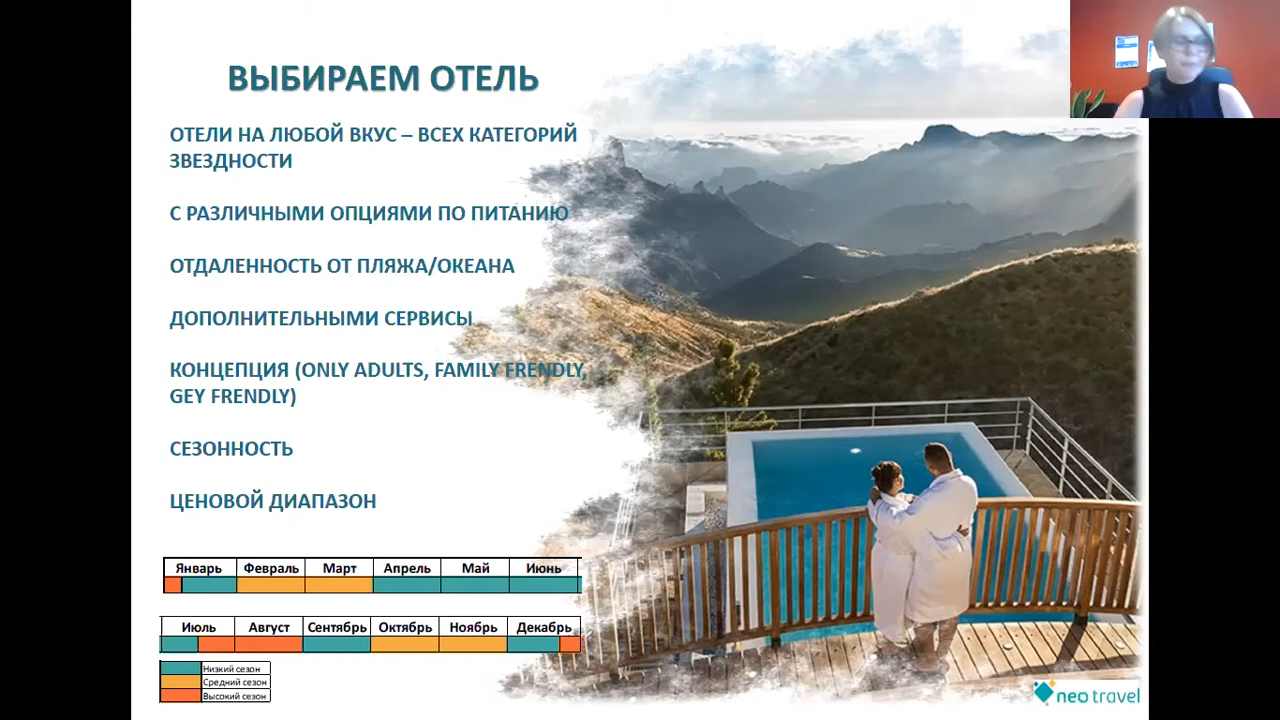 ВЫБИРАЕМ ОТЕЛЬ
ОТЕЛИ НА ЛЮБОЙ ВКУС – ВСЕХ КАТЕГОРИЙ
ЗВЕЗДНОСТИ
С РАЗЛИЧНЫМИ ОПЦИЯМИ ПО ПИТАНИЮ
ОТДАЛЕННОСТЬ ОТ ПЛЯЖА/ОКЕАНА
ДОПОЛНИТЕЛЬНЫМИ СЕРВИСЫ
КОНЦЕПЦИЯ (ONLY ADULTS, FAMILY FRENDLY,
GEY FRENDLY)
СЕЗОННОСТЬ
ЦЕНОВОЙ ДИАПАЗОН
Январь Февраль Март Апрель Май Июнь
Июль Август Сентябрь Октябрь Ноябрь Декабрь
Низкий сезон
Средний сезон
Высокий сезон
neo travel